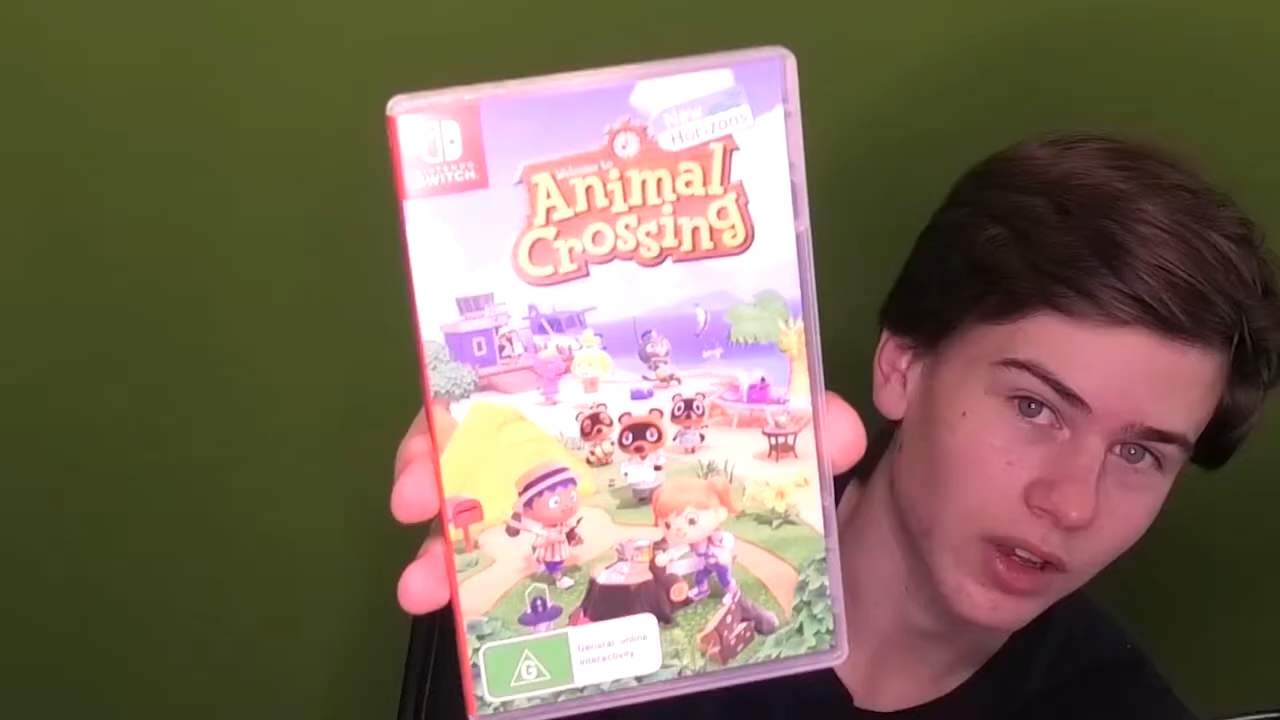 New
Horizons
Welcome to
Animal
Crossing
NINTENDO
SWITCH
G
General online
interactivity